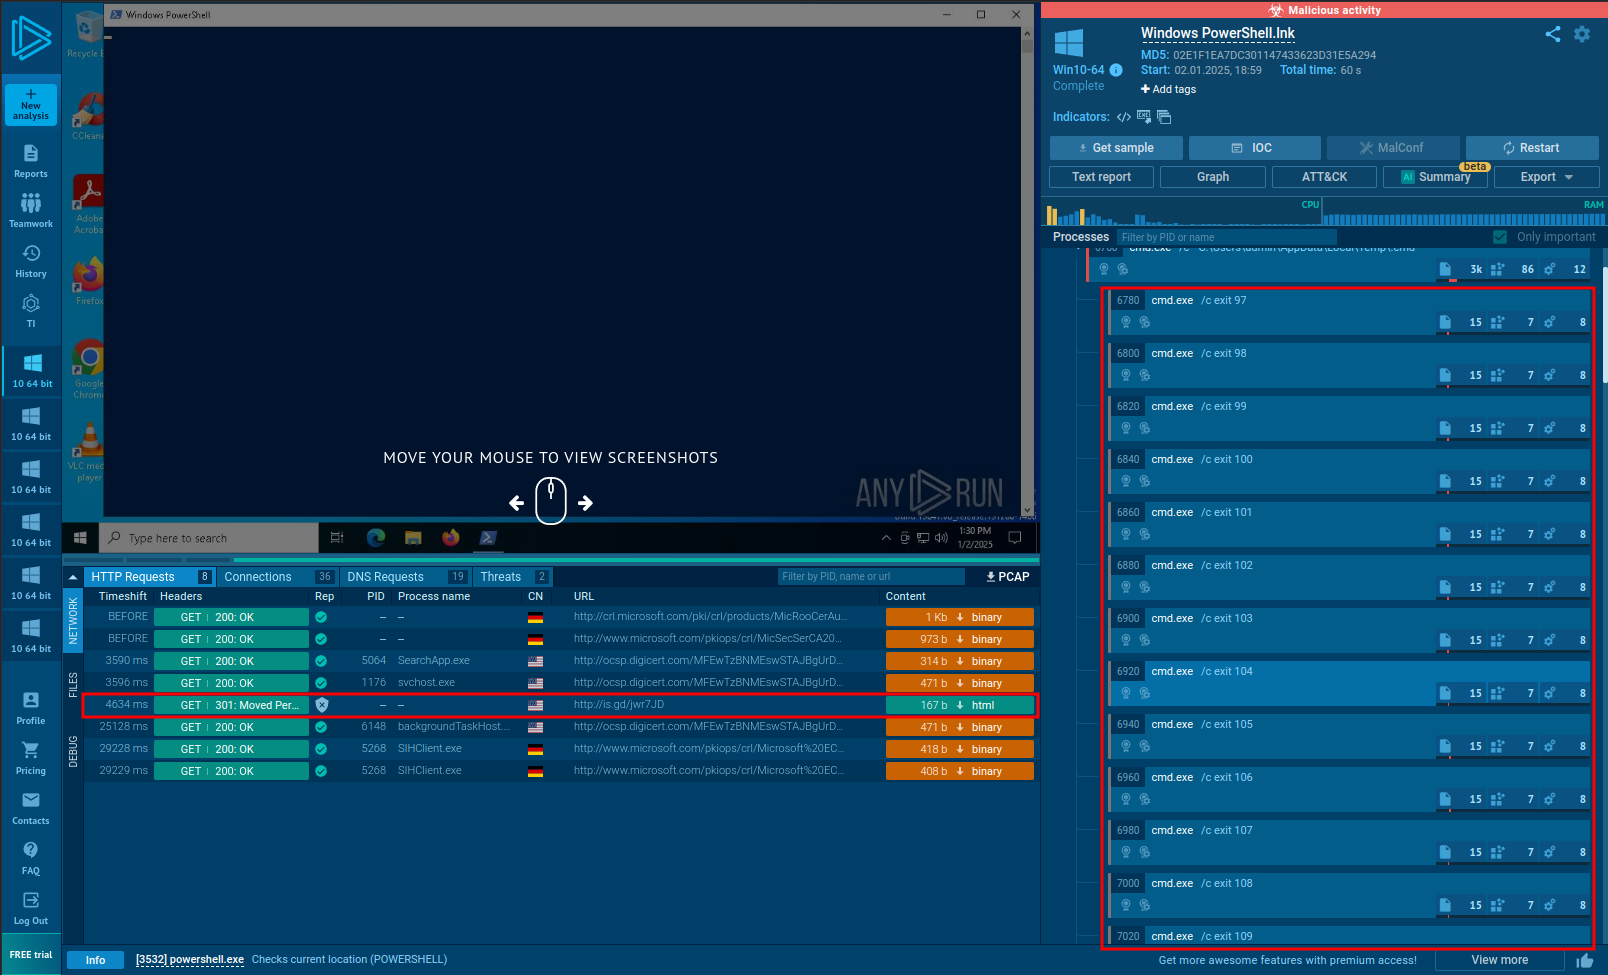 New
analysis
Reports
Teamwork
History
TI
10 64 bit
10 64 bit
10 64 bit
10 64 bit
10 64 bit
10 64 bit
Profile
Pricing
Contacts
FAQ
Log Out
FREE trial
Windows PowerShell
Recycle
CCleane
Adobe
Acroba
Firefox
Google
Chrom
VLC med
player
MOVE YOUR MOUSE TO VIEW SCREENSHOTS
ANY RUN
Type here to search
1:30 PM
1/2/2025
HTTP Requests 8 Connections 36 DNS Requests 19 Threats 2 Filter by PID, name or url PCAP
NETWORK
FILES
DEBUG
Timeshift Headers Rep PID Process name CN URL Content
BEFORE GET 200: OK – – http://crl.microsoft.com/pki/crl/products/MicRooCerAu... 1 Kb binary
BEFORE GET 200: OK – – http://www.microsoft.com/pkiops/crl/MicSecSerCA20... 973 b binary
3590 ms GET 200: OK 5064 SearchApp.exe http://ocsp.digicert.com/MFEwTzBNMEswSTAJBgUrD... 314 b binary
3596 ms GET 200: OK 1176 svchost.exe http://ocsp.digicert.com/MFEwTzBNMEswSTAJBgUrD... 471 b binary
4634 ms GET 301: Moved Per... – – http://is.gd/jwr7JD 167 b html
25128 ms GET 200: OK 6148 backgroundTaskHost.... http://ocsp.digicert.com/MFEwTzBNMEswSTAJBgUrD... 471 b binary
29228 ms GET 200: OK 5268 SIHClient.exe http://www.microsoft.com/pkiops/crl/Microsoft%20EC... 418 b binary
29229 ms GET 200: OK 5268 SIHClient.exe http://www.microsoft.com/pkiops/crl/Microsoft%20EC... 408 b binary
Info [3532] powershell.exe Checks current location (POWERSHELL)
Malicious activity
Windows PowerShell.lnk
MD5: 02E1F1EA7DC301147433623D31E5A294
Win10-64 Start: 02.01.2025, 18:59 Total time: 60 s
Complete
Add tags
Indicators:
Get sample IOC MalConf Restart
beta
Text report Graph ATT&CK AI Summary Export
CPU RAM
Processes Filter by PID or name Only important
cmd.exe /c
3k 86 12
6780 cmd.exe /c exit 97
15 7 8
6800 cmd.exe /c exit 98
15 7 8
6820 cmd.exe /c exit 99
15 7 8
6840 cmd.exe /c exit 100
15 7 8
6860 cmd.exe /c exit 101
15 7 8
6880 cmd.exe /c exit 102
15 7 8
6900 cmd.exe /c exit 103
15 7 8
6920 cmd.exe /c exit 104
15 7 8
6940 cmd.exe /c exit 105
15 7 8
6960 cmd.exe /c exit 106
15 7 8
6980 cmd.exe /c exit 107
15 7 8
7000 cmd.exe /c exit 108
15 7 8
7020 cmd.exe /c exit 109
Get more awesome features with premium access! View more